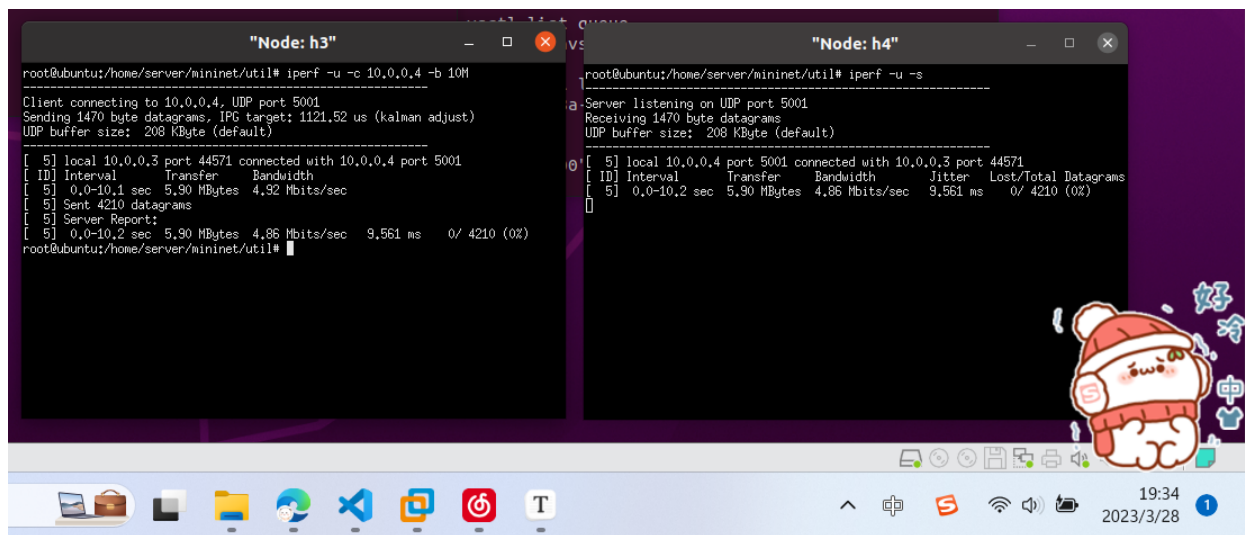 "Node: h3"
root@ubuntu:/home/server/mininet/util# iperf -u -c 10.0.0.4 -b 10M
------------------------------------------------------------
Client connecting to 10.0.0.4, UDP port 5001
Sending 1470 byte datagrams, IPG target: 1121.52 us (kalman adjust)
UDP buffer size: 208 KByte (default)
------------------------------------------------------------
[ 5] local 10.0.0.3 port 44571 connected with 10.0.0.4 port 5001
[ ID] Interval Transfer Bandwidth
[ 5] 0.0-10.1 sec 5.90 MBytes 4.92 Mbits/sec
[ 5] Sent 4210 datagrams
[ 5] Server Report:
[ 5] 0.0-10.2 sec 5.90 MBytes 4.86 Mbits/sec 9.561 ms 0/ 4210 (0%)
root@ubuntu:/home/server/mininet/util#
"Node: h4"
root@ubuntu:/home/server/mininet/util# iperf -u -s
------------------------------------------------------------
Server listening on UDP port 5001
Receiving 1470 byte datagrams
UDP buffer size: 208 KByte (default)
------------------------------------------------------------
[ 5] local 10.0.0.4 port 5001 connected with 10.0.0.3 port 44571
[ ID] Interval Transfer Bandwidth Jitter Lost/Total Datagrams
[ 5] 0.0-10.2 sec 5.90 MBytes 4.86 Mbits/sec 9.561 ms 0/ 4210 (0%)
好冷
中
T
中
19:34
2023/3/28
1